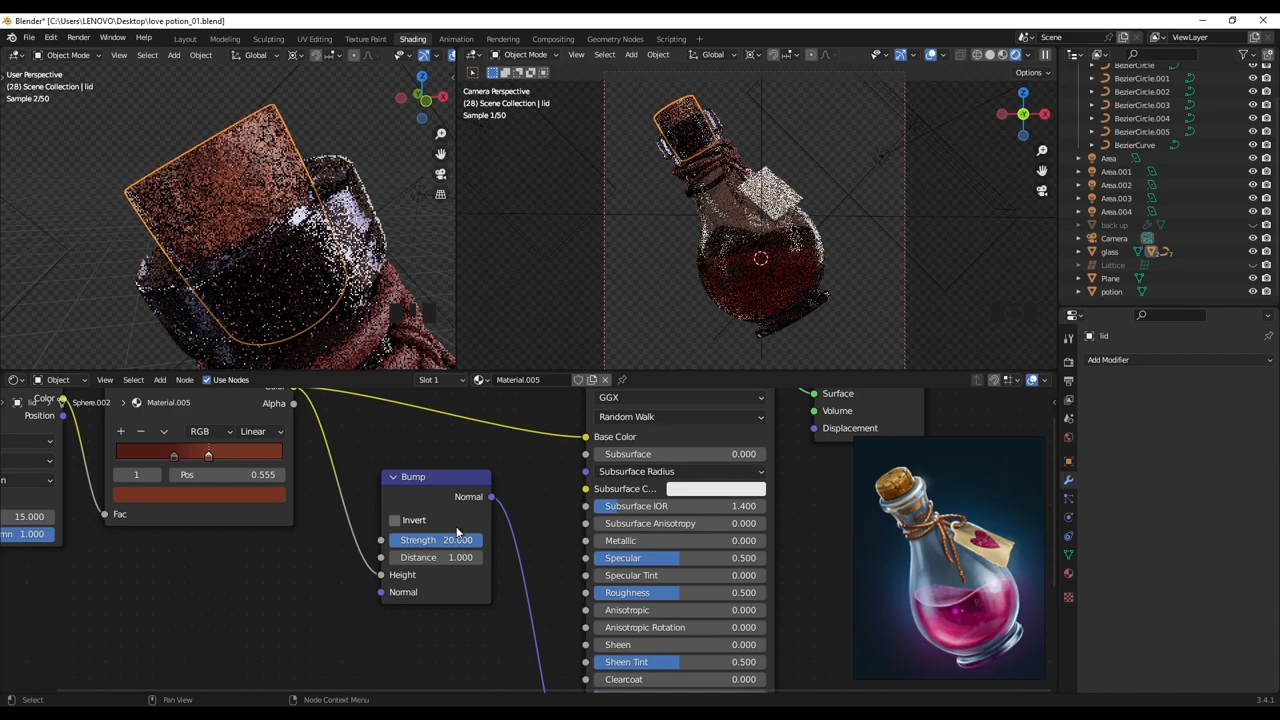 Blender* [C:\Users\LENOVO\Desktop\love potion_01.blend]
File Edit Render Window Help Layout Modeling Sculpting UV Editing Texture Paint Shading Animation Rendering Compositing Geometry Nodes Scripting Scene ViewLayer
Object Mode View Select Add Object Global
Object Mode View Select Add Object Global
Options
User Perspective
(28) Scene Collection | lid
Sample 2/50
Camera Perspective
(28) Scene Collection | lid
Sample 1/50
BezierCircle
BezierCircle.001
BezierCircle.002
BezierCircle.003
BezierCircle.004
BezierCircle.005
BezierCurve
Area
Area.001
Area.002
Area.003
Area.004
back up
Camera
glass
Lattice
Plane
potion
lid
Add Modifier
Object View Select Add Node Use Nodes Slot 1 Material.005
lid Sphere.002 Material.005
Color
Position
15.000
1.000
Alpha
RGB Linear
1 Pos 0.555
Fac
Bump
Normal
Invert
Strength 20.000
Distance 1.000
Height
Normal
GGX
Random Walk
Base Color
Subsurface 0.000
Subsurface Radius
Subsurface C...
Subsurface IOR 1.400
Subsurface Anisotropy 0.000
Metallic 0.000
Specular 0.500
Specular Tint 0.000
Roughness 0.500
Anisotropic 0.000
Anisotropic Rotation 0.000
Sheen 0.000
Sheen Tint 0.500
Clearcoat 0.000
Surface
Volume
Displacement
Select Pan View Node Context Menu 3.4.1